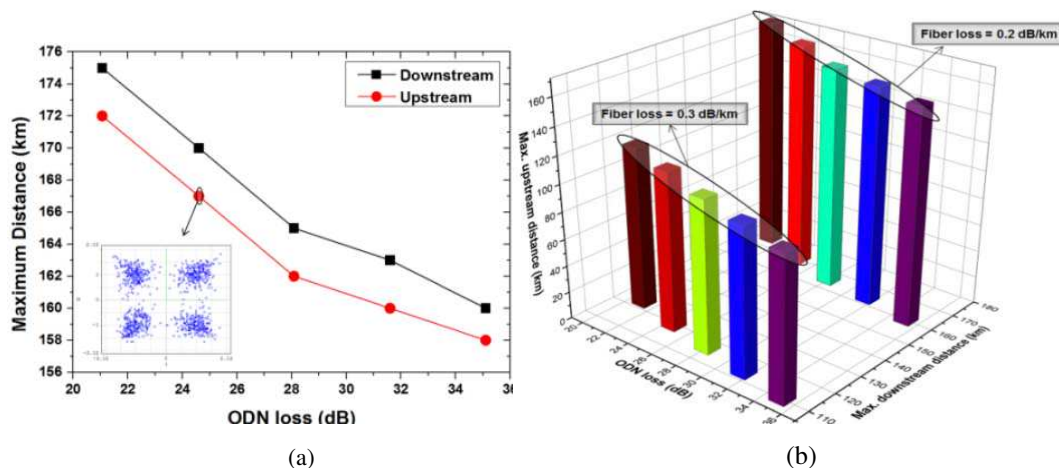 176
174
172
170
168
166
164
162
160
158
156
Maximum Distance (km)
Downstream
Upstream
20 22 24 26 28 30 32 34 36
ODN loss (dB)
(a)
Fiber loss = 0.2 dB/km
Fiber loss = 0.3 dB/km
160
140
120
100
80
60
40
20
0
Max. upstream distance (km)
20 22 24 26 28 30 32 34 36
ODN loss (dB)
110 120 130 140 150 160 170 180
Max. downstream distance (km)
(b)